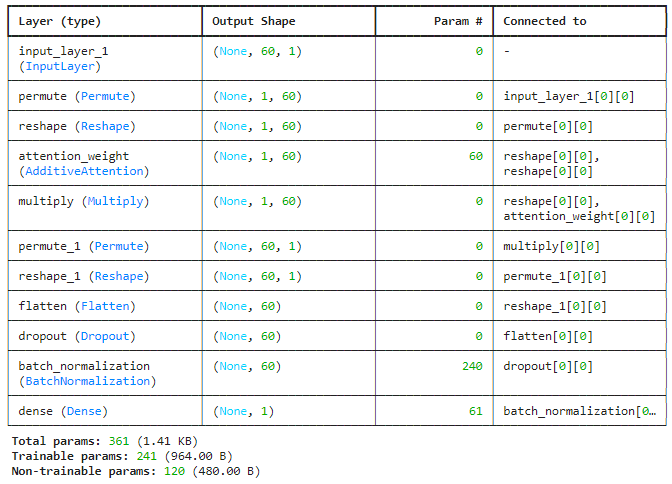 Layer (type) Output Shape Param # Connected to
input_layer_1 (None, 60, 1) 0 -
(InputLayer)
permute (Permute) (None, 1, 60) 0 input_layer_1[0][0]
reshape (Reshape) (None, 1, 60) 0 permute[0][0]
attention_weight (None, 1, 60) 60 reshape[0][0],
(AdditiveAttention) reshape[0][0]
multiply (Multiply) (None, 1, 60) 0 reshape[0][0],
attention_weight[0][0]
permute_1 (Permute) (None, 60, 1) 0 multiply[0][0]
reshape_1 (Reshape) (None, 60, 1) 0 permute_1[0][0]
flatten (Flatten) (None, 60) 0 reshape_1[0][0]
dropout (Dropout) (None, 60) 0 flatten[0][0]
batch_normalization (None, 60) 240 dropout[0][0]
(BatchNormalization)
dense (Dense) (None, 1) 61 batch_normalization[0…
Total params: 361 (1.41 KB)
Trainable params: 241 (964.00 B)
Non-trainable params: 120 (480.00 B)